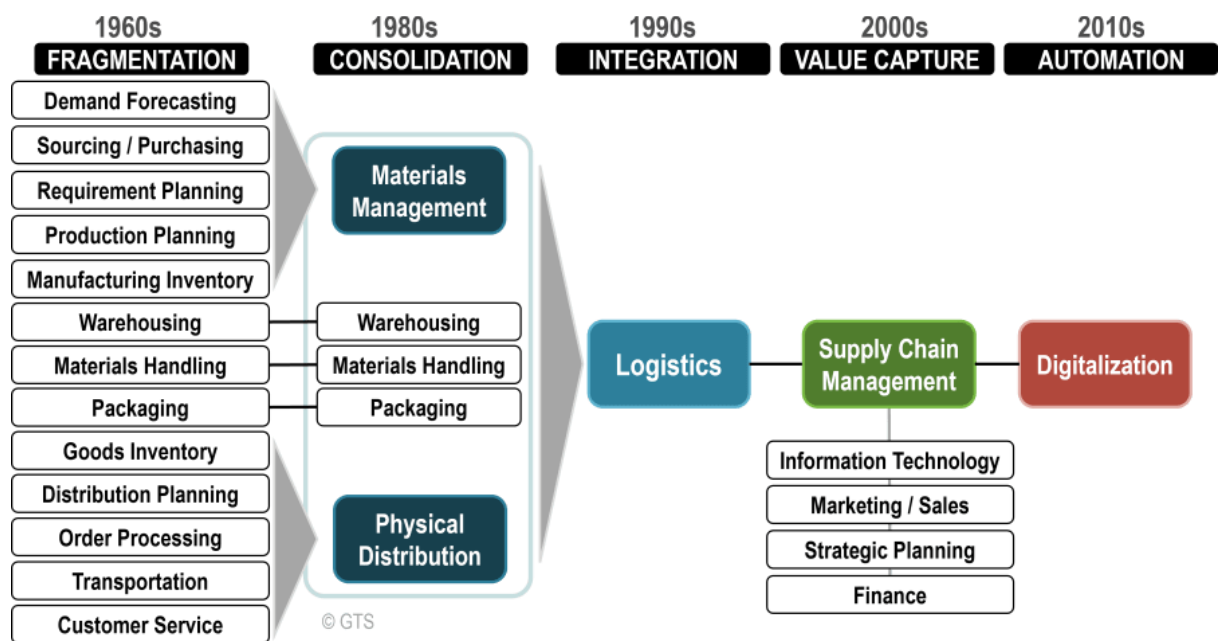 1960s
FRAGMENTATION
Demand Forecasting
Sourcing / Purchasing
Requirement Planning
Production Planning
Manufacturing Inventory
Warehousing
Materials Handling
Packaging
Goods Inventory
Distribution Planning
Order Processing
Transportation
Customer Service
1980s
CONSOLIDATION
Materials
Management
Warehousing
Materials Handling
Packaging
Physical
Distribution
© GTS
1990s
INTEGRATION
Logistics
2000s
VALUE CAPTURE
Supply Chain
Management
Information Technology
Marketing / Sales
Strategic Planning
Finance
2010s
AUTOMATION
Digitalization